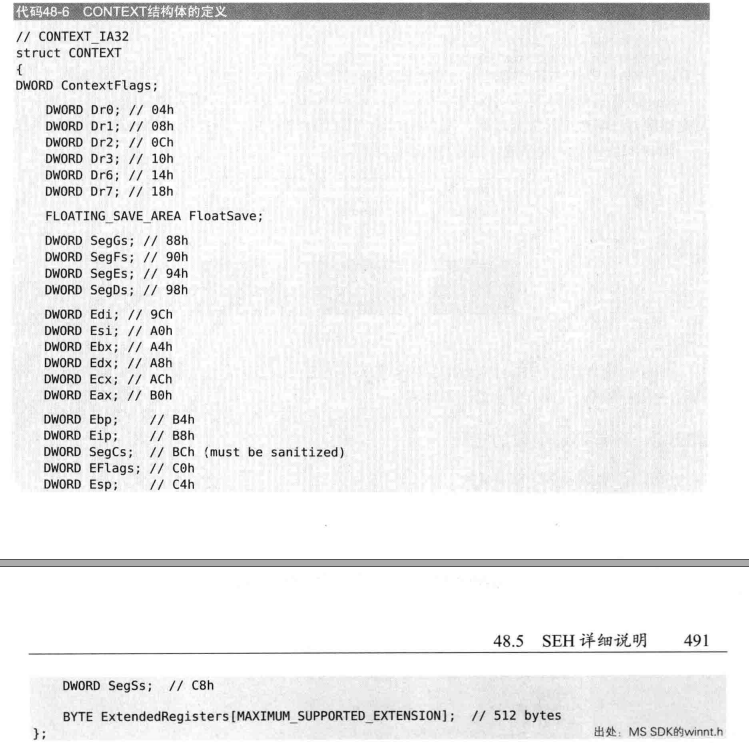 代码48-6 CONTEXT结构体的定义
// CONTEXT_IA32
struct CONTEXT
{
DWORD ContextFlags;
DWORD Dr0; // 04h
DWORD Dr1; // 08h
DWORD Dr2; // 0Ch
DWORD Dr3; // 10h
DWORD Dr6; // 14h
DWORD Dr7; // 18h
FLOATING_SAVE_AREA FloatSave;
DWORD SegGs; // 88h
DWORD SegFs; // 90h
DWORD SegEs; // 94h
DWORD SegDs; // 98h
DWORD Edi; // 9Ch
DWORD Esi; // A0h
DWORD Ebx; // A4h
DWORD Edx; // A8h
DWORD Ecx; // ACh
DWORD Eax; // B0h
DWORD Ebp; // B4h
DWORD Eip; // B8h
DWORD SegCs; // BCh (must be sanitized)
DWORD EFlags; // C0h
DWORD Esp; // C4h
48.5 SEH 详细说明 491
DWORD SegSs; // C8h
BYTE ExtendedRegisters[MAXIMUM_SUPPORTED_EXTENSION]; // 512 bytes
};
出处：MS SDK的winnt.h